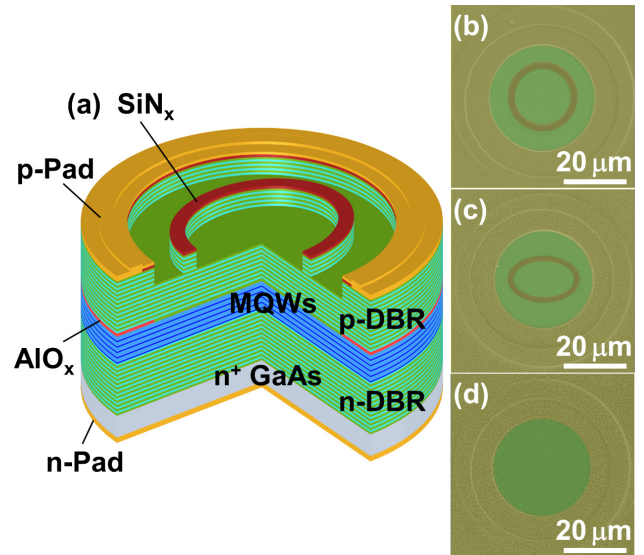 (a) SiNx
p-Pad
MQWs
p-DBR
AlOx
n+ GaAs
n-DBR
n-Pad
(b)
20 μm
(c)
20 μm
(d)
20 μm